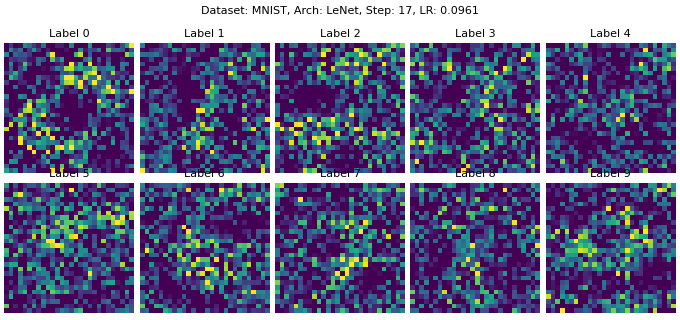 Dataset: MNIST, Arch: LeNet, Step: 17, LR: 0.0961
Label 0 Label 1 Label 2 Label 3 Label 4
Label 5 Label 6 Label 7 Label 8 Label 9